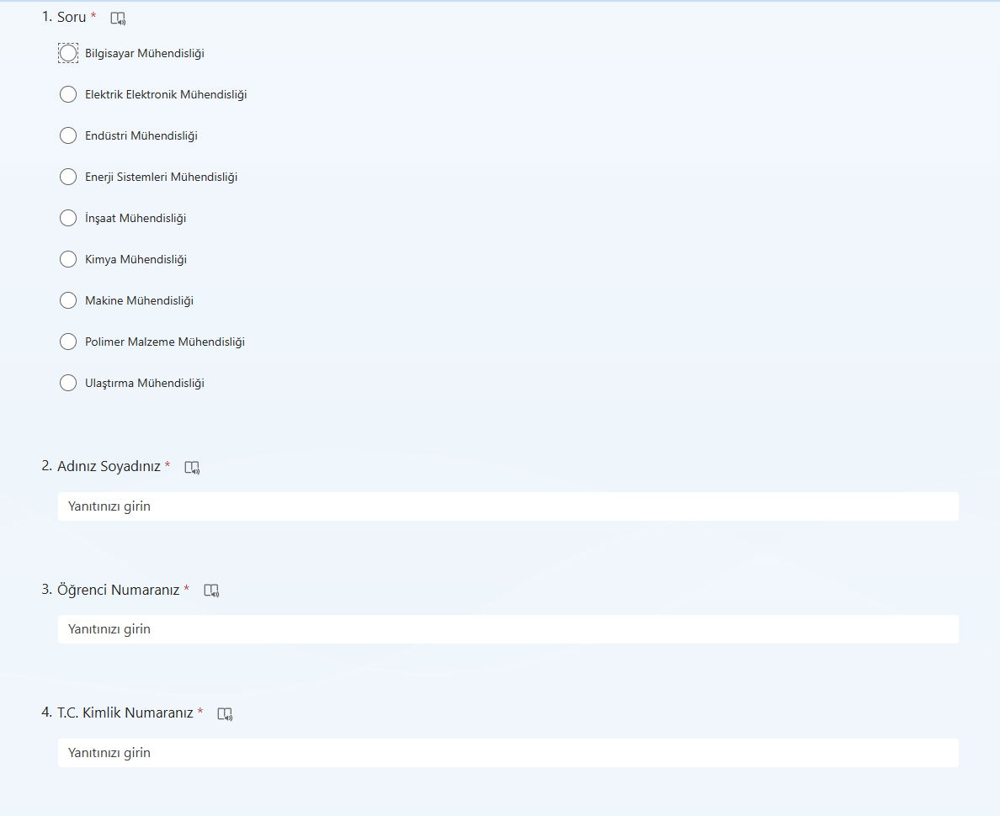 1. Soru *
Bilgisayar Mühendisliği
Elektrik Elektronik Mühendisliği
Endüstri Mühendisliği
Enerji Sistemleri Mühendisliği
İnşaat Mühendisliği
Kimya Mühendisliği
Makine Mühendisliği
Polimer Malzeme Mühendisliği
Ulaştırma Mühendisliği
2. Adınız Soyadınız *
Yanıtınızı girin
3. Öğrenci Numaranız *
Yanıtınızı girin
4. T.C. Kimlik Numaranız *
Yanıtınızı girin